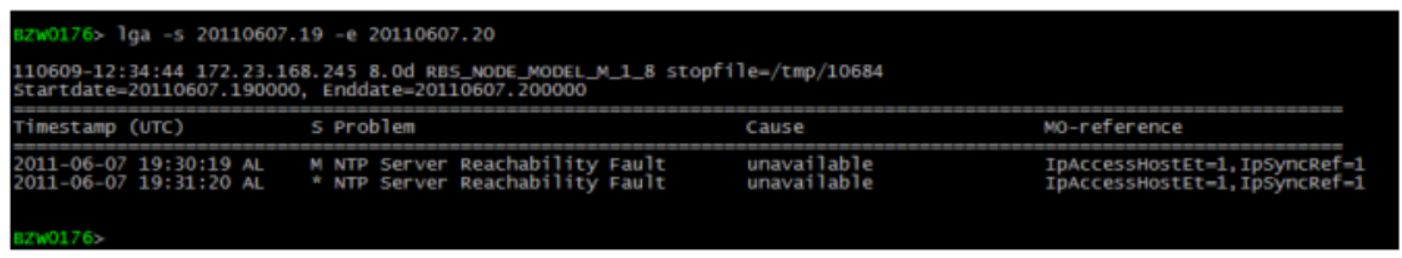 BZW0176> lga -s 20110607.19 -e 20110607.20
110609-12:34:44 172.23.168.245 8.0d RBS_NODE_MODEL_M_1_8 stopfile=/tmp/10684
Startdate=20110607.190000, Enddate=20110607.200000
Timestamp (UTC) S Problem Cause MO-reference
2011-06-07 19:30:19 AL M NTP Server Reachability Fault unavailable IpAccessHostEt=1,IpSyncRef=1
2011-06-07 19:31:20 AL * NTP Server Reachability Fault unavailable IpAccessHostEt=1,IpSyncRef=1
BZW0176>